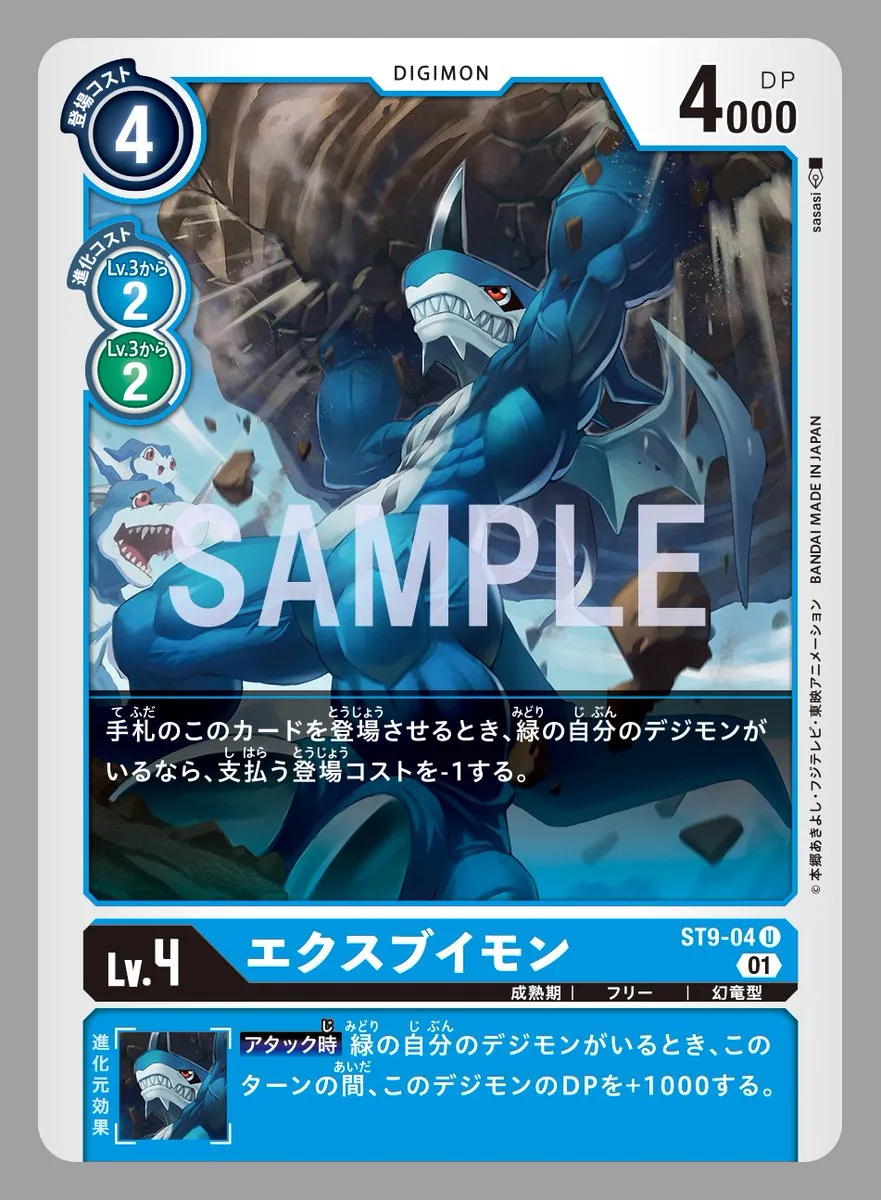 DIGIMON
登場コスト
4
4000
DP
進化コスト
Lv.3から
2
Lv.3から
2
sasasi
SAMPLE
手札のこのカードを登場させるとき、緑の自分のデジモンが
いるなら、支払う登場コストを-1する。
© 本郷あきよし・フジテレビ・東映アニメーション BANDAI MADE IN JAPAN
Lv.4
エクスブイモン
ST9-04 U
01
成熟期 | フリー | 幻竜型
進化元効果
アタック時 緑の自分のデジモンがいるとき、この
ターンの間、このデジモンのDPを+1000する。